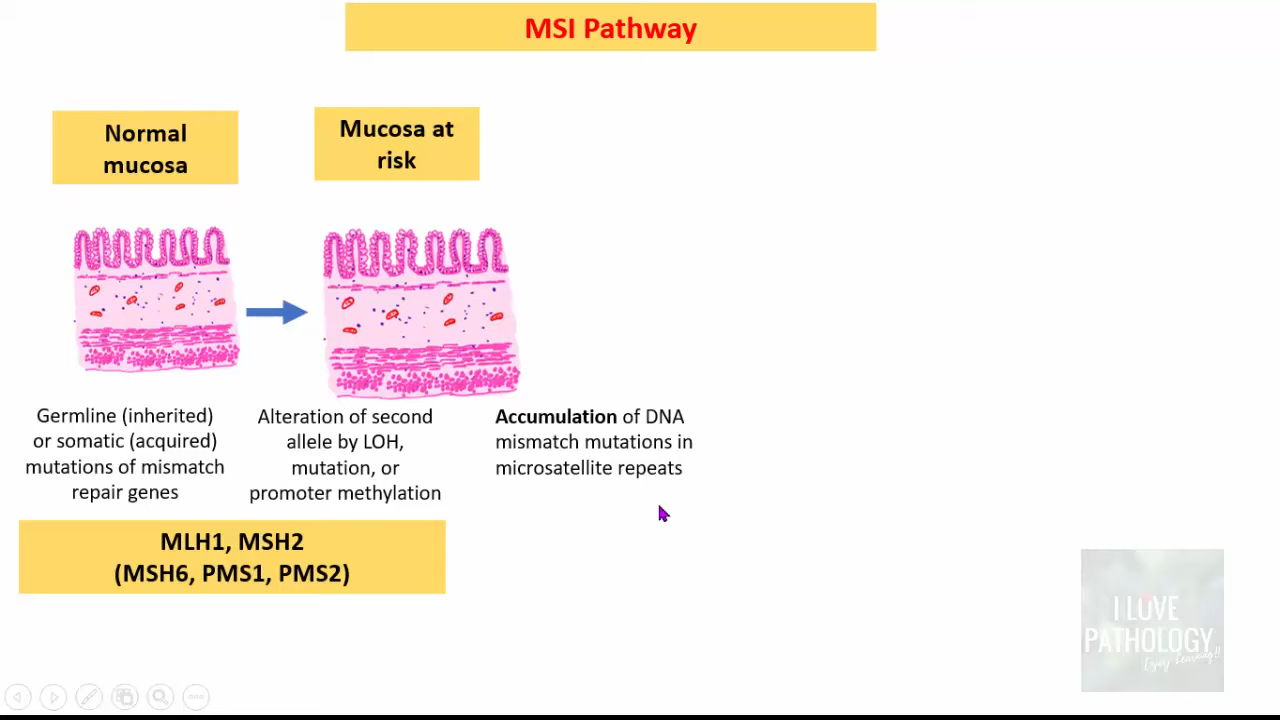 MSI Pathway
Normal
mucosa
Mucosa at
risk
Germline (inherited)
or somatic (acquired)
mutations of mismatch
repair genes
Alteration of second
allele by LOH,
mutation, or
promoter methylation
Accumulation of DNA
mismatch mutations in
microsatellite repeats
MLH1, MSH2
(MSH6, PMS1, PMS2)
I LOVE
PATHOLOGY
Enjoy Learning!!